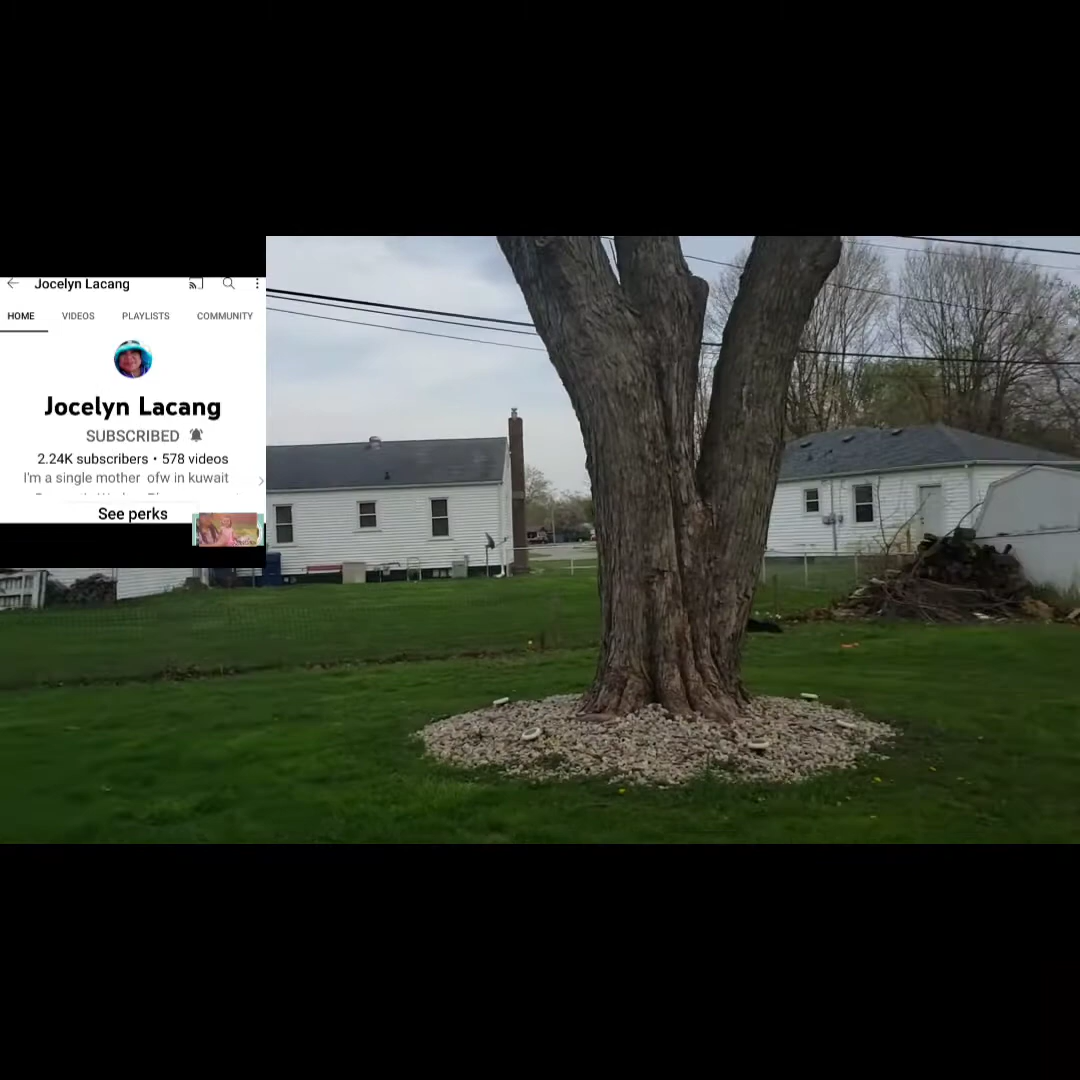 Jocelyn Lacang
HOME VIDEOS PLAYLISTS COMMUNITY
Jocelyn Lacang
SUBSCRIBED
2.24K subscribers • 578 videos
I'm a single mother ofw in kuwait
See perks